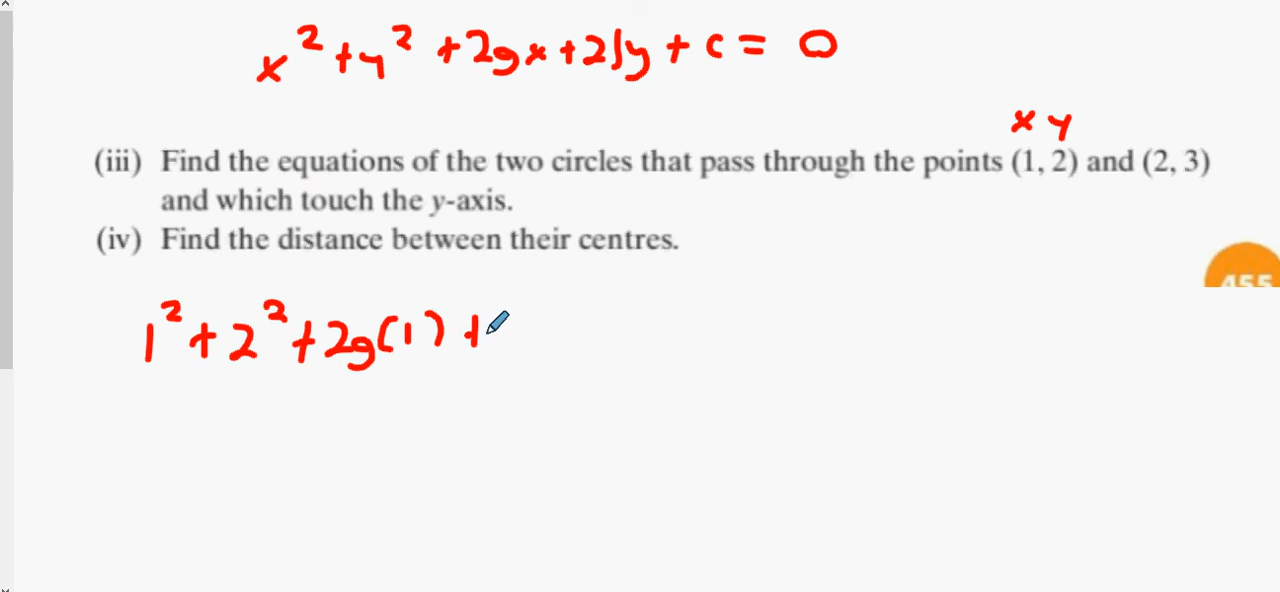 x² + y² + 2gx + 2fy + c = 0
x y
(iii) Find the equations of the two circles that pass through the points (1, 2) and (2, 3)
and which touch the y-axis.
(iv) Find the distance between their centres.
455
1² + 2² + 2g(1) +